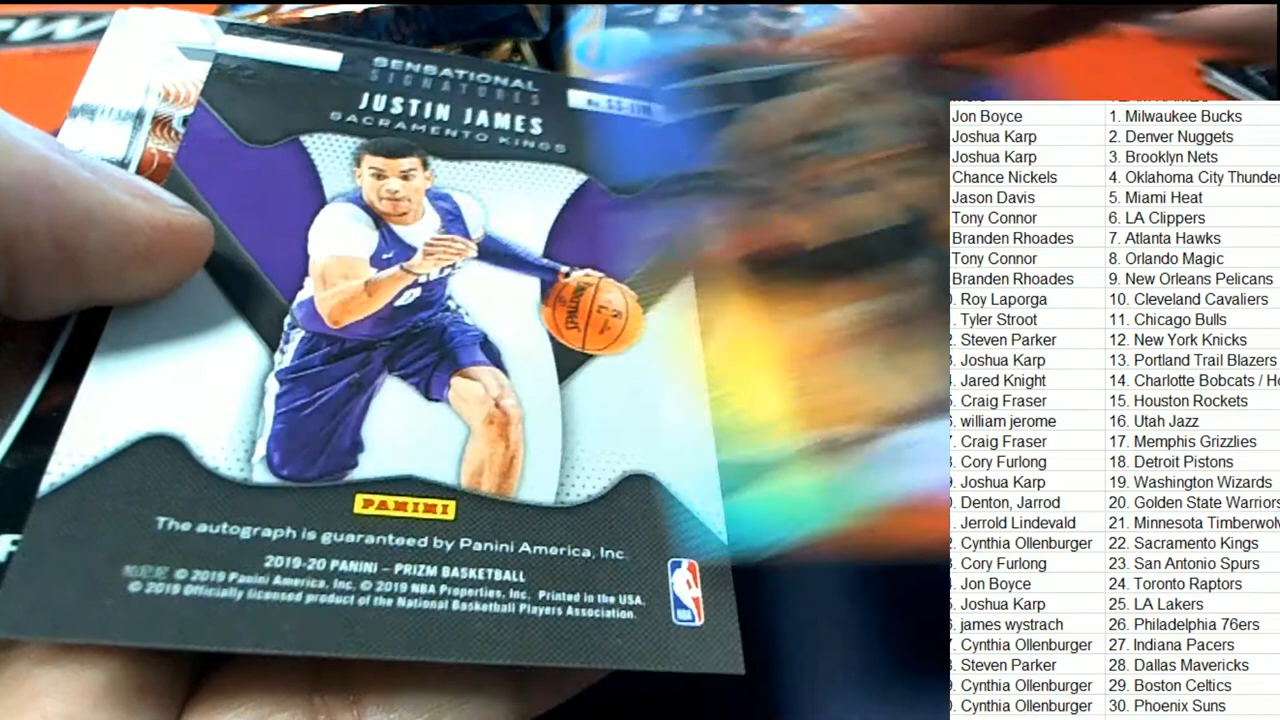 SENSATIONAL
SIGNATURES
JUSTIN JAMES
SACRAMENTO KINGS
SPALDING
PANINI
The autograph is guaranteed by Panini America, Inc.
2019-20 PANINI – PRIZM BASKETBALL
© 2019 Panini America, Inc. © 2019 NBA Properties, Inc. Printed in the USA.
© 2019 Officially licensed product of the National Basketball Players Association.
NBA
Jon Boyce 1. Milwaukee Bucks
Joshua Karp 2. Denver Nuggets
Joshua Karp 3. Brooklyn Nets
Chance Nickels 4. Oklahoma City Thunder
Jason Davis 5. Miami Heat
Tony Connor 6. LA Clippers
Branden Rhoades 7. Atlanta Hawks
Tony Connor 8. Orlando Magic
Branden Rhoades 9. New Orleans Pelicans
. Roy Laporga 10. Cleveland Cavaliers
. Tyler Stroot 11. Chicago Bulls
. Steven Parker 12. New York Knicks
. Joshua Karp 13. Portland Trail Blazers
. Jared Knight 14. Charlotte Bobcats / Ho
. Craig Fraser 15. Houston Rockets
. william jerome 16. Utah Jazz
. Craig Fraser 17. Memphis Grizzlies
. Cory Furlong 18. Detroit Pistons
. Joshua Karp 19. Washington Wizards
. Denton, Jarrod 20. Golden State Warriors
. Jerrold Lindevald 21. Minnesota Timberwolv
. Cynthia Ollenburger 22. Sacramento Kings
. Cory Furlong 23. San Antonio Spurs
. Jon Boyce 24. Toronto Raptors
. Joshua Karp 25. LA Lakers
. james wystrach 26. Philadelphia 76ers
. Cynthia Ollenburger 27. Indiana Pacers
. Steven Parker 28. Dallas Mavericks
. Cynthia Ollenburger 29. Boston Celtics
. Cynthia Ollenburger 30. Phoenix Suns